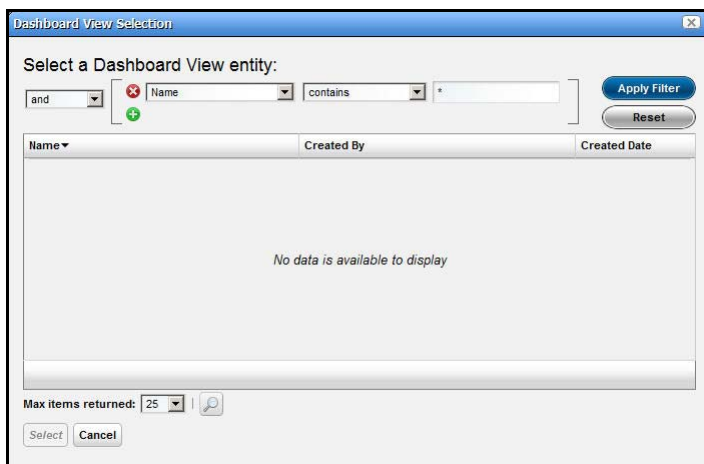 Dashboard View Selection
Select a Dashboard View entity:
and Name contains * Apply Filter
Reset
Name Created By Created Date
No data is available to display
Max items returned: 25
Select Cancel